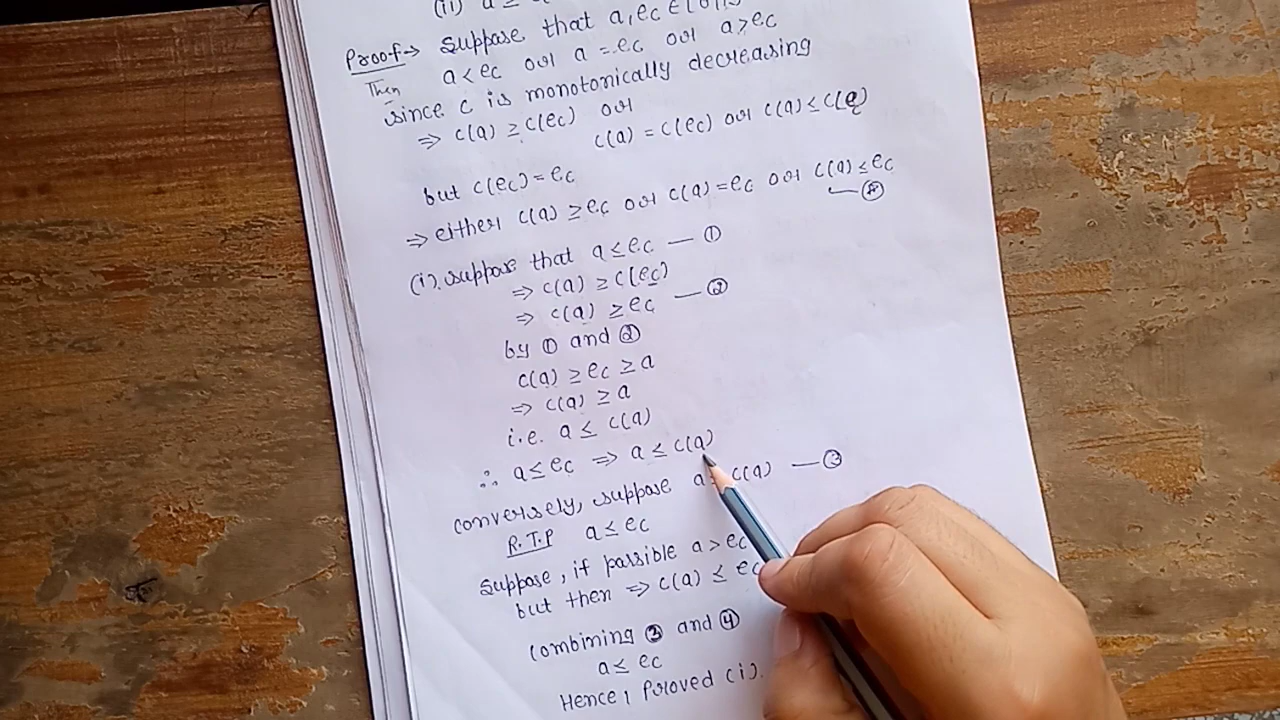 (ii) a ≥
Proof → Suppose that a, ec ∈ [0,1]
Then a < ec or a = ec or a > ec
since c is monotonically decreasing
⇒ c(a) ≥ c(ec) or
c(a) = c(ec) or c(a) ≤ c(e
but c(ec) = ec
⇒ either c(a) ≥ ec or c(a) = ec or c(a) ≤ ec
(i). suppose that a ≤ ec — ①
⇒ c(a) ≥ c(ec)
⇒ c(a) ≥ ec — ②
by ① and ②
c(a) ≥ ec ≥ a
⇒ c(a) ≥ a
i.e. a ≤ c(a)
∴ a ≤ ec ⇒ a ≤ c(a)
conversely, suppose a c(a) — ③
R.T.P a ≤ ec
Suppose, if possible a > ec
but then ⇒ c(a) ≤ ec
combining ③ and ④
a ≤ ec
Hence, proved (i).